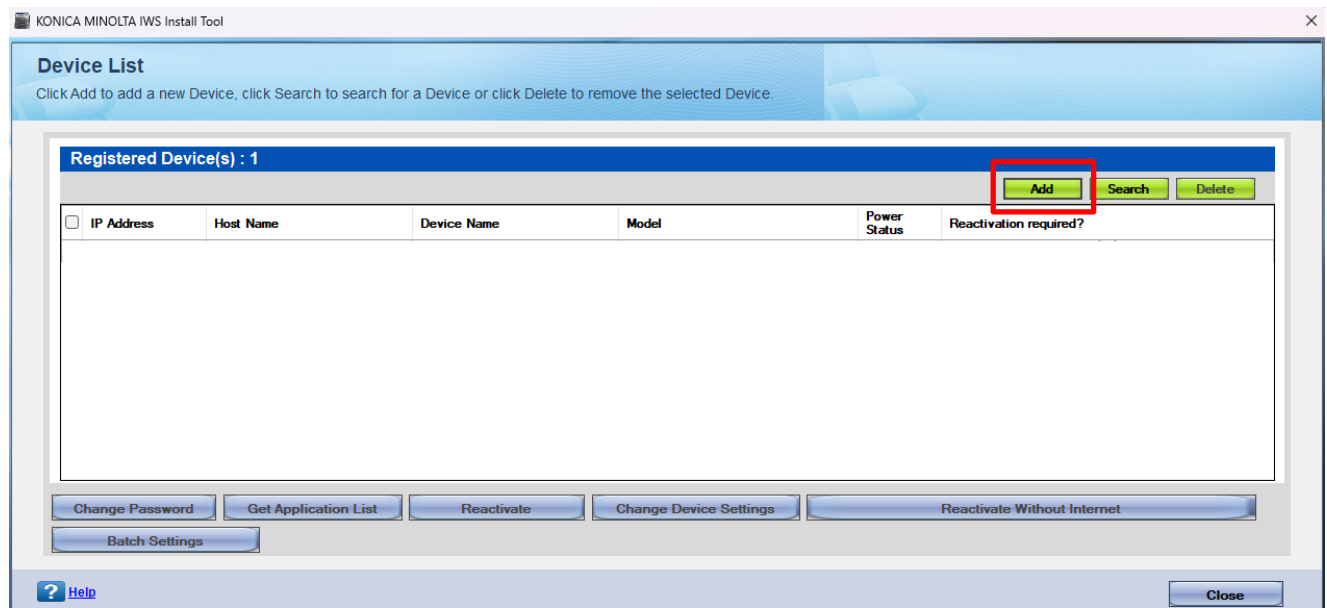 KONICA MINOLTA IWS Install Tool
Device List
Click Add to add a new Device, click Search to search for a Device or click Delete to remove the selected Device.
Registered Device(s) : 1
Add Search Delete
IP Address Host Name Device Name Model Power Status Reactivation required?
Change Password Get Application List Reactivate Change Device Settings Reactivate Without Internet
Batch Settings
? Help
Close